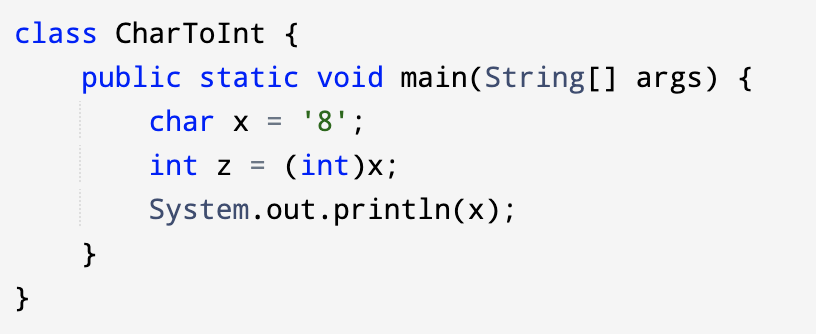 class CharToInt {
    public static void main(String[] args) {
        char x = '8';
        int z = (int)x;
        System.out.println(x);
    }
}